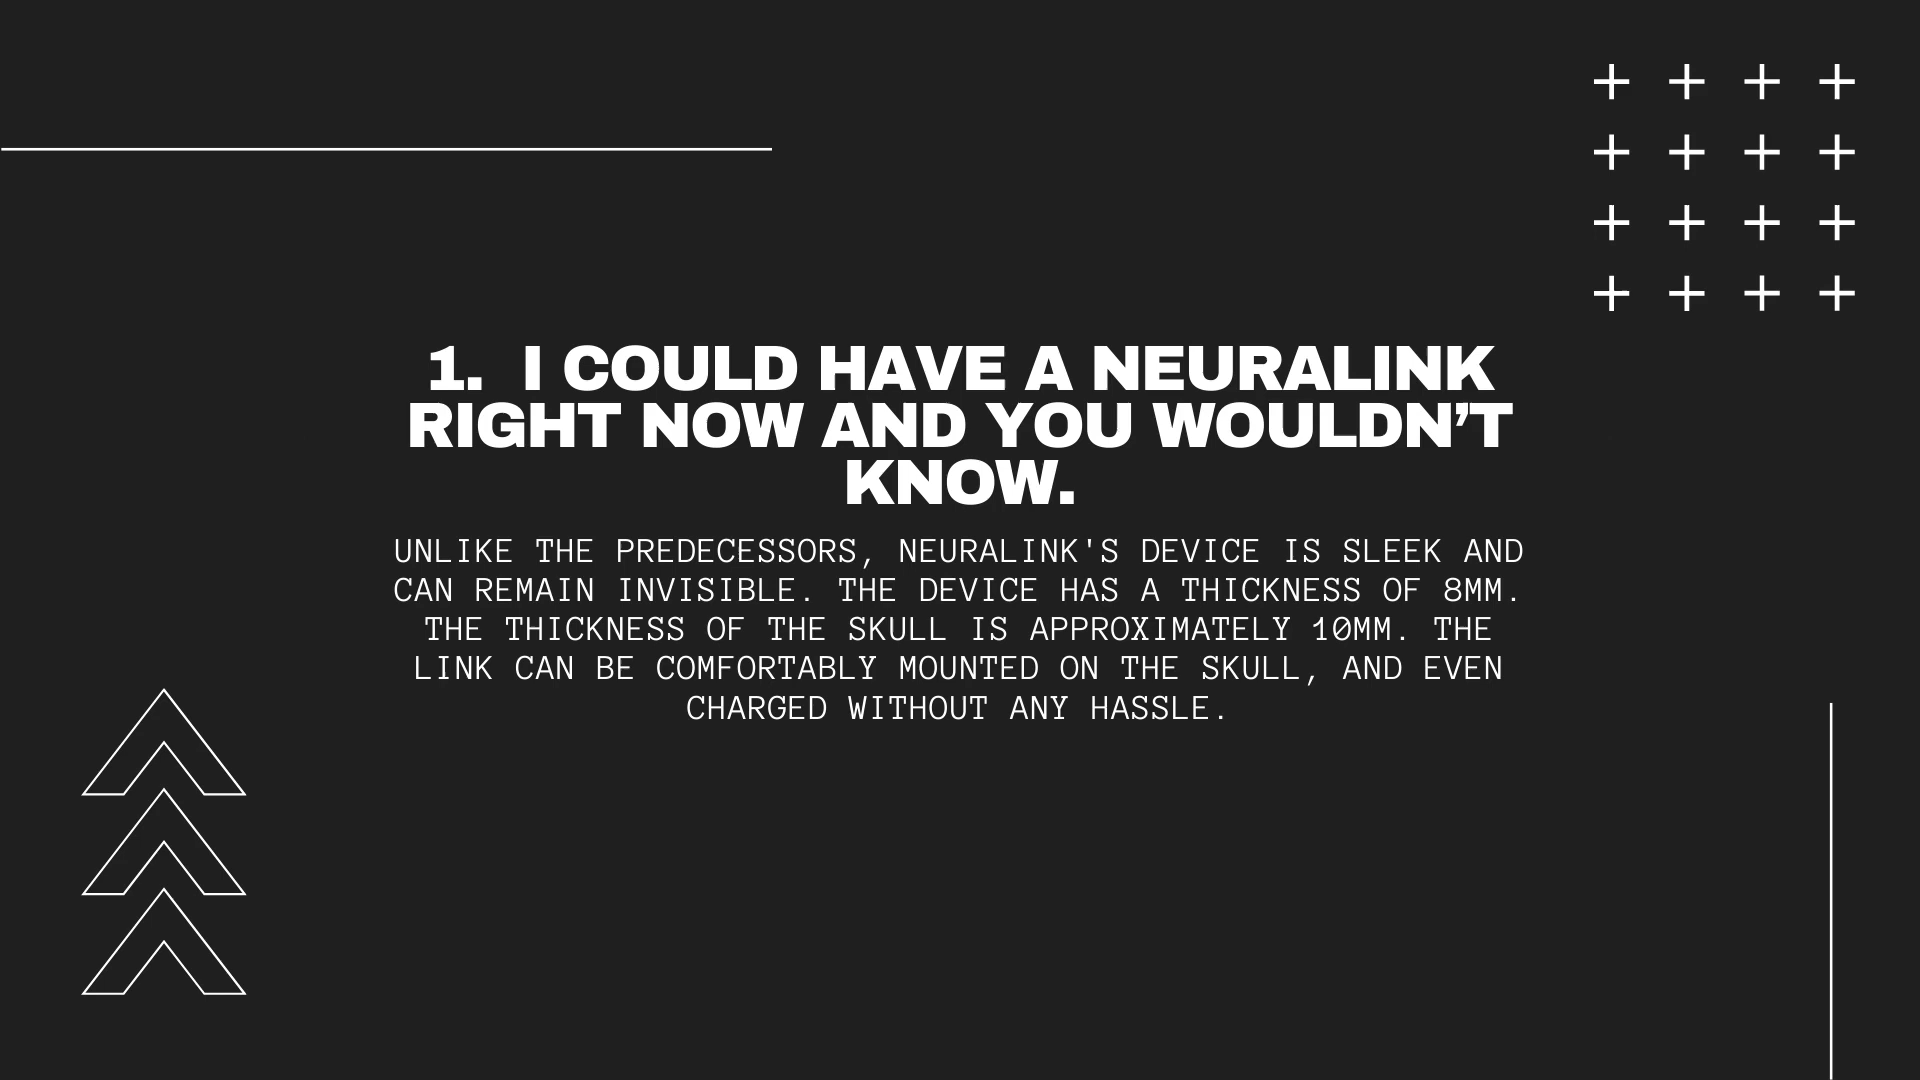 1.  I COULD HAVE A NEURALINK
RIGHT NOW AND YOU WOULDN’T
KNOW.
UNLIKE THE PREDECESSORS, NEURALINK'S DEVICE IS SLEEK AND
CAN REMAIN INVISIBLE. THE DEVICE HAS A THICKNESS OF 8MM.
THE THICKNESS OF THE SKULL IS APPROXIMATELY 10MM. THE
LINK CAN BE COMFORTABLY MOUNTED ON THE SKULL, AND EVEN
CHARGED WITHOUT ANY HASSLE.